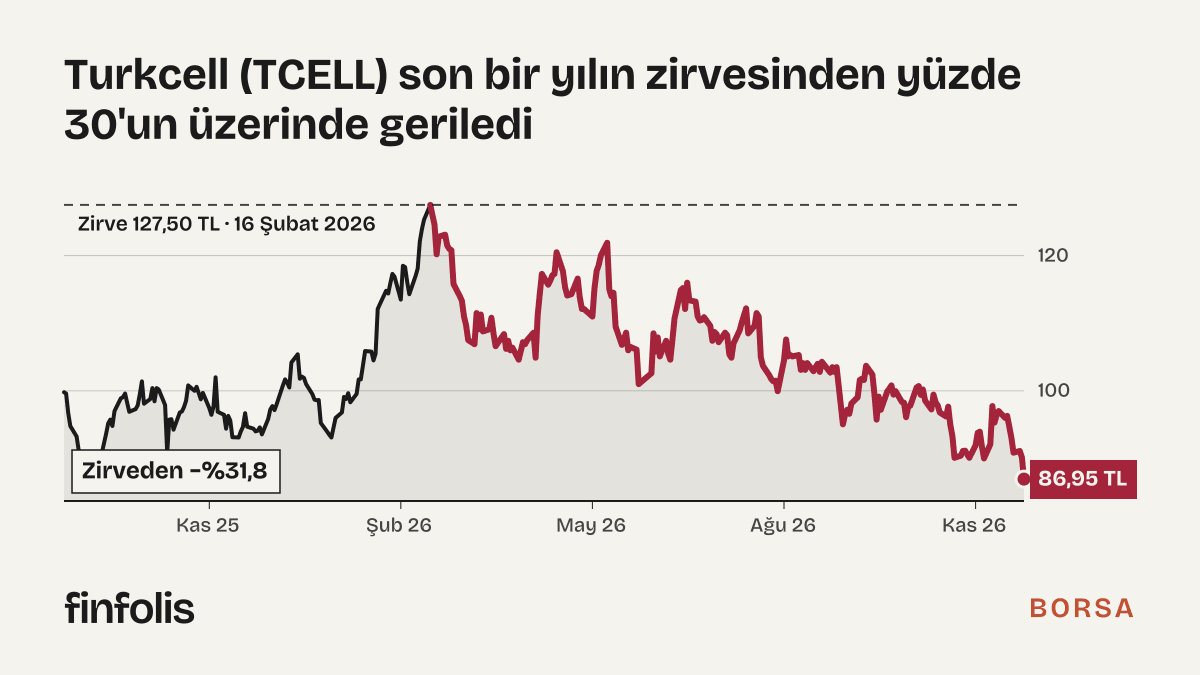 Turkcell (TCELL) son bir yılın zirvesinden yüzde
30'un üzerinde geriledi
Zirve 127,50 TL · 16 Şubat 2026
120
100
Zirveden −%31,8
86,95 TL
Kas 25
Şub 26
May 26
Ağu 26
Kas 26
finfolis
BORSA